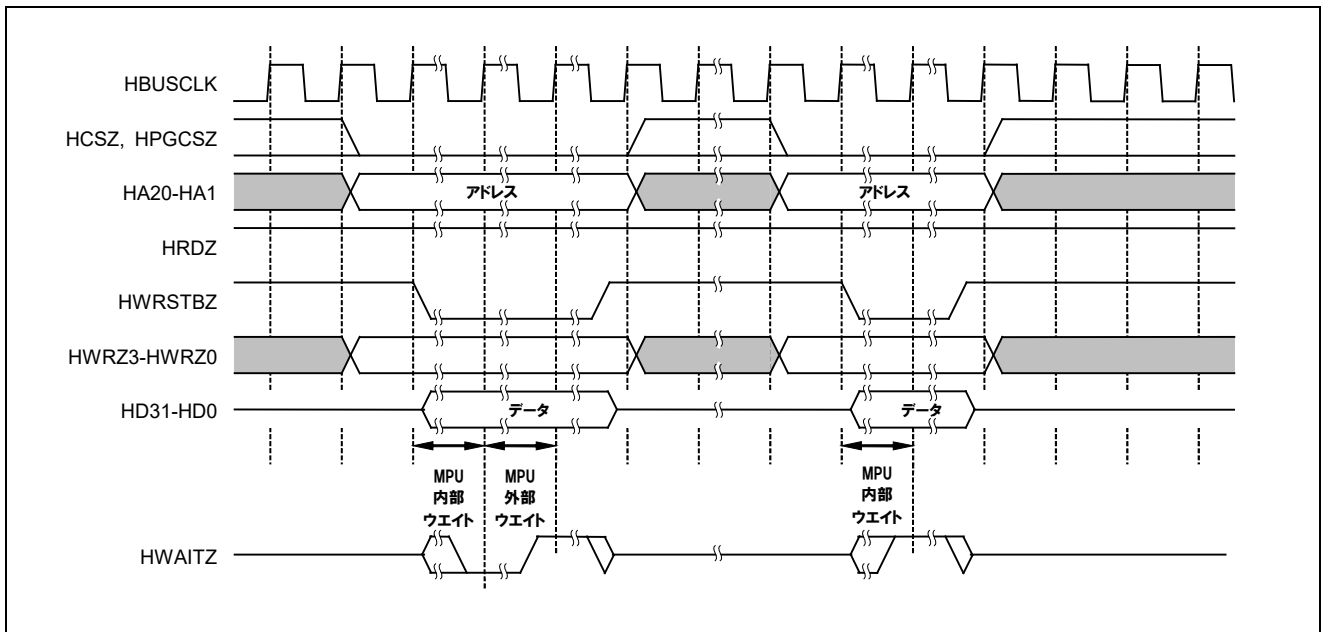 HBUSCLK
HCSZ, HPGCSZ
HA20-HA1
アドレス
アドレス
HRDZ
HWRSTBZ
HWRZ3-HWRZ0
HD31-HD0
データ
データ
MPU
内部
ウエイト
MPU
外部
ウエイト
MPU
内部
ウエイト
HWAITZ